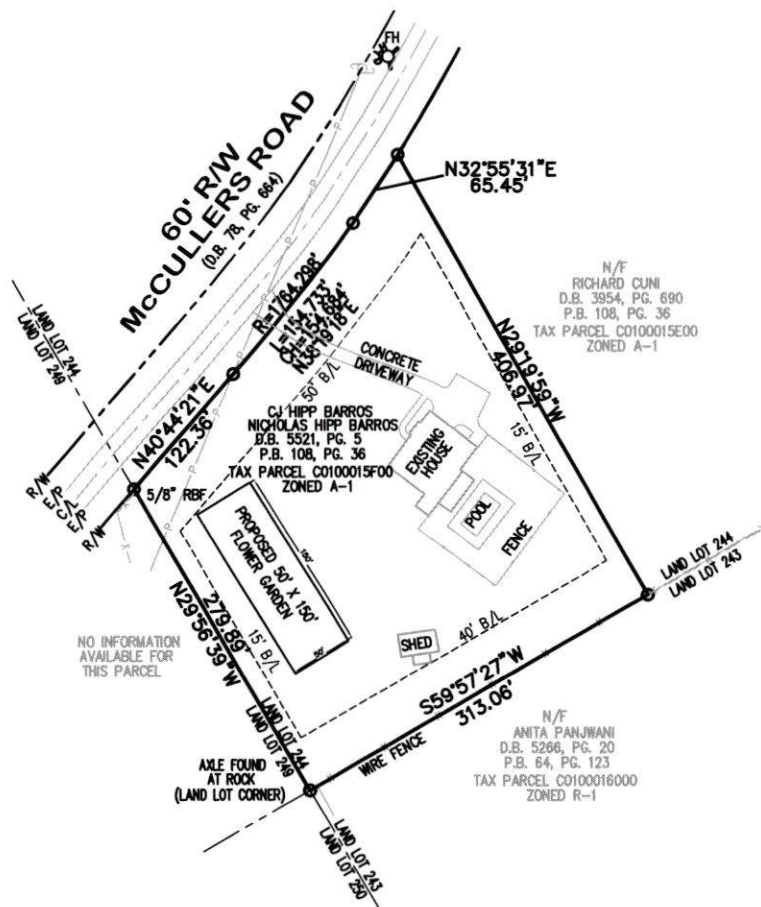 FH
60' R/W
McCULLERS ROAD
(D.B. 78, PG. 664)
N32°55'31"E
65.45'
N/F
RICHARD CUNI
D.B. 3954, PG. 690
P.B. 108, PG. 36
TAX PARCEL C0100015E00
ZONED A-1
LAND LOT 244
LAND LOT 249
R=1764.298'
L=154.733'
CH=154.684'
N38°19'18"E
N29°19'59"W
406.97'
CONCRETE
DRIVEWAY
50' B/L
N40°44'21"E
122.36'
CJ HIPP BARROS
NICHOLAS HIPP BARROS
D.B. 5521, PG. 5
P.B. 108, PG. 36
TAX PARCEL C0100015F00
ZONED A-1
EXISTING
HOUSE
15' B/L
POOL
FENCE
R/W
E/P
C/L
E/P
R/W
5/8" RBF
PROPOSED 50' X 150'
FLOWER GARDEN
150'
50'
LAND LOT 244
LAND LOT 243
N29°56'39"W
279.89'
15' B/L
NO INFORMATION
AVAILABLE FOR
THIS PARCEL
SHED
40' B/L
S59°57'27"W
313.06'
WIRE FENCE
N/F
ANITA PANJWANI
D.B. 5266, PG. 20
P.B. 64, PG. 123
TAX PARCEL C0100016000
ZONED R-1
LAND LOT 244
LAND LOT 249
AXLE FOUND
AT ROCK
(LAND LOT CORNER)
LAND LOT 243
LAND LOT 250